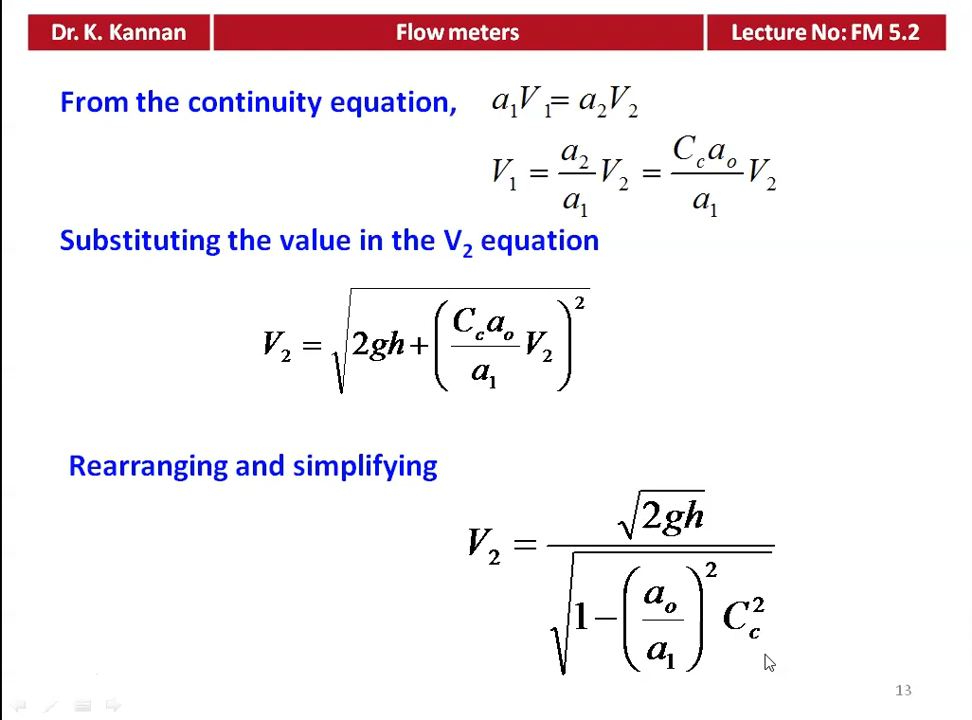 Dr. K. Kannan Flow meters Lecture No: FM 5.2
From the continuity equation, a₁V₁= a₂V₂
V₁ = a₂/a₁ V₂ = C_c a_o/a₁ V₂
Substituting the value in the V₂ equation
V₂ = √(2gh + (C_c a_o/a₁ V₂)²)
Rearranging and simplifying
V₂ = √(2gh) / √(1 − (a_o/a₁)² C_c²)
13